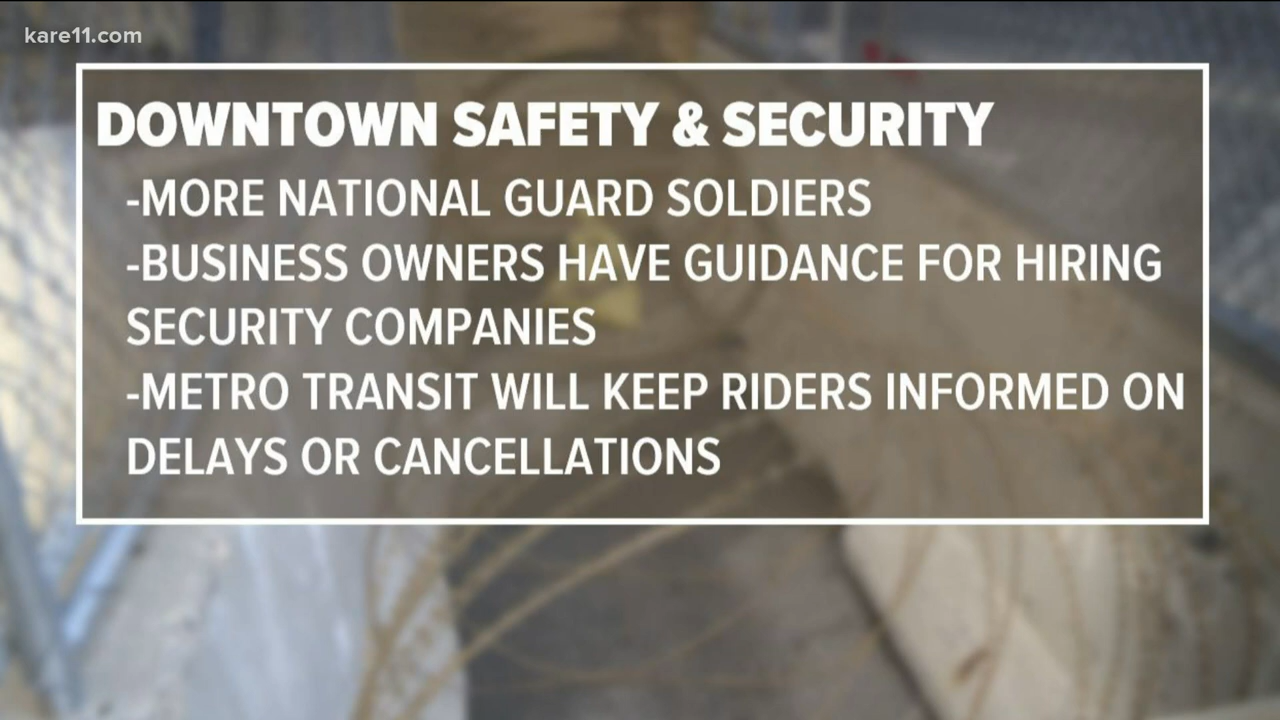 kare11.com
DOWNTOWN SAFETY & SECURITY
-MORE NATIONAL GUARD SOLDIERS
-BUSINESS OWNERS HAVE GUIDANCE FOR HIRING
SECURITY COMPANIES
-METRO TRANSIT WILL KEEP RIDERS INFORMED ON
DELAYS OR CANCELLATIONS